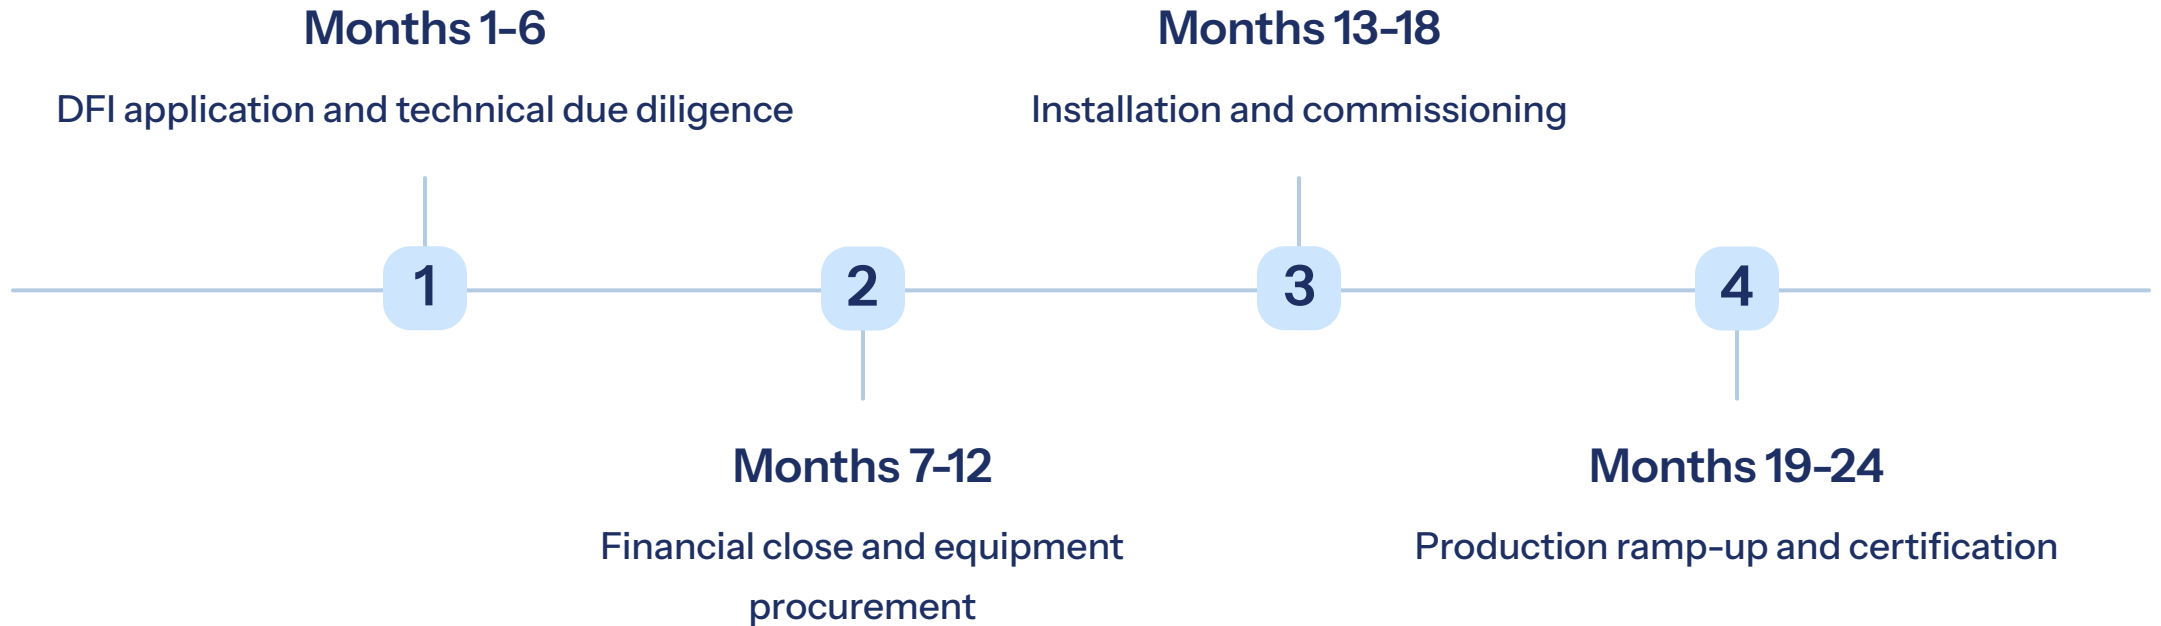 Months 1-6
DFI application and technical due diligence
1
2
Months 7-12
Financial close and equipment
procurement
Months 13-18
Installation and commissioning
3
4
Months 19-24
Production ramp-up and certification